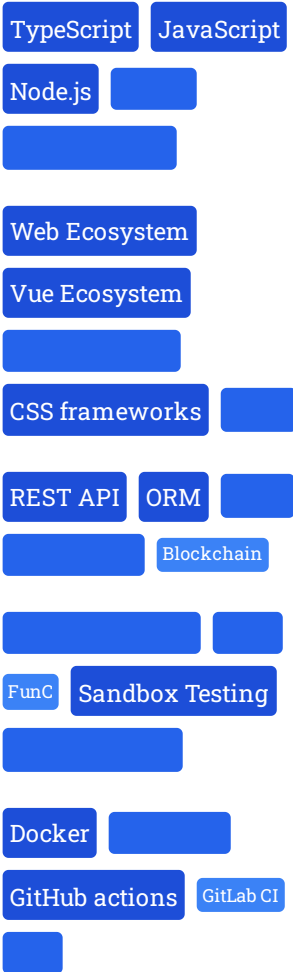 TypeScript JavaScript
Node.js
Web Ecosystem
Vue Ecosystem
CSS frameworks
REST API ORM
Blockchain
FunC Sandbox Testing
Docker
GitHub actions GitLab CI